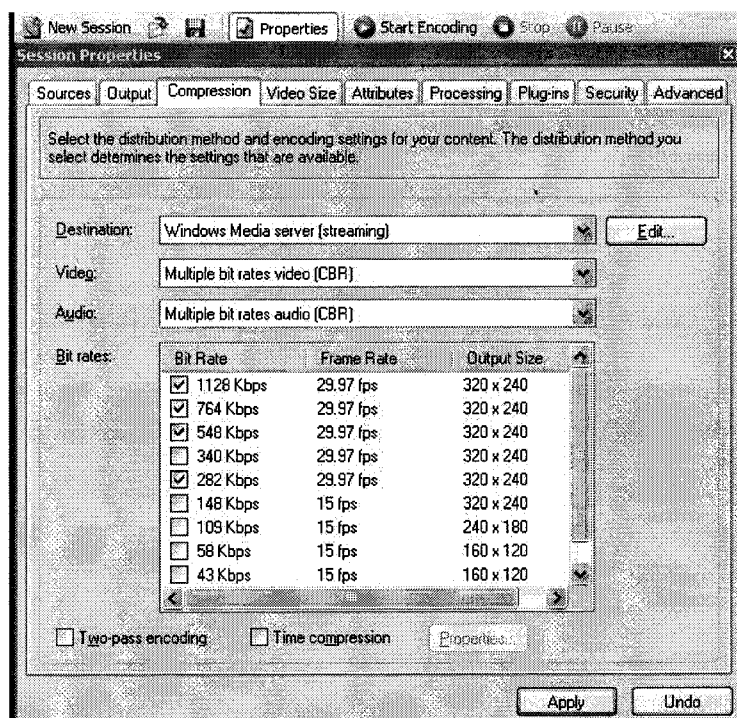 New Session Properties Start Encoding Stop Pause
Session Properties
Sources Output Compression Video Size Attributes Processing Plug-ins Security Advanced
Select the distribution method and encoding settings for your content. The distribution method you
select determines the settings that are available.
Destination: Windows Media server (streaming) Edit...
Video: Multiple bit rates video (CBR)
Audio: Multiple bit rates audio (CBR)
Bit rates: Bit Rate Frame Rate Output Size
1128 Kbps 29.97 fps 320 x 240
764 Kbps 29.97 fps 320 x 240
548 Kbps 29.97 fps 320 x 240
340 Kbps 29.97 fps 320 x 240
282 Kbps 29.97 fps 320 x 240
148 Kbps 15 fps 320 x 240
109 Kbps 15 fps 240 x 180
58 Kbps 15 fps 160 x 120
43 Kbps 15 fps 160 x 120
Two-pass encoding Time compression Properties...
Apply Undo